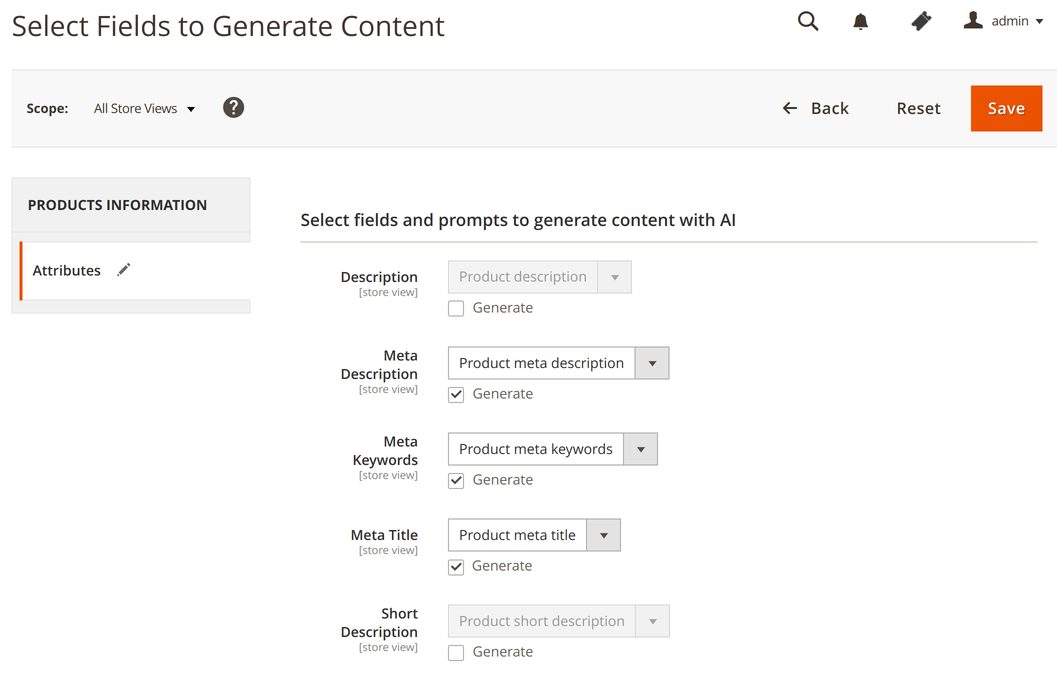 Select Fields to Generate Content
admin
Scope: All Store Views ?
Back Reset Save
PRODUCTS INFORMATION
Attributes
Select fields and prompts to generate content with AI
Description
[store view]
Product description
Generate
Meta
Description
[store view]
Product meta description
Generate
Meta
Keywords
[store view]
Product meta keywords
Generate
Meta Title
[store view]
Product meta title
Generate
Short
Description
[store view]
Product short description
Generate